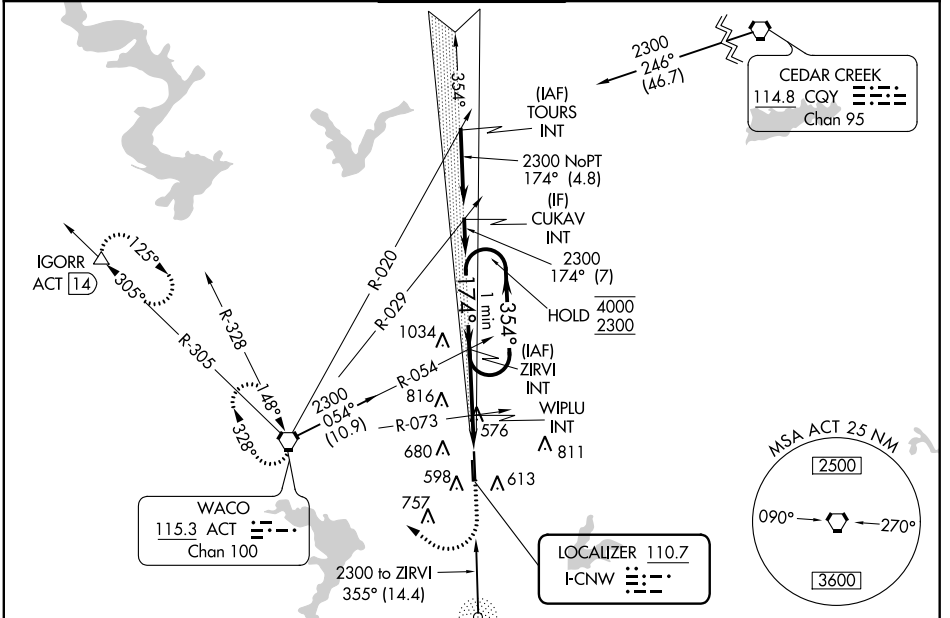 354°
2300
246°
(46.7)
CEDAR CREEK
114.8 CQY
Chan 95
(IAF)
TOURS
INT
2300 NoPT
174° (4.8)
(IF)
CUKAV
INT
2300
174° (7)
HOLD 4000
2300
IGORR
ACT 14
125°
305°
R-305
R-328
148°
328°
R-020
R-029
174°
1 min
354°
1034
(IAF)
ZIRVI
INT
R-054
2300
054°
(10.9)
816
R-073
WIPLU
INT
576
680
811
598
613
757
WACO
115.3 ACT
Chan 100
LOCALIZER 110.7
I-CNW
2300 to ZIRVI
355° (14.4)
MSA ACT 25 NM
2500
090°
270°
3600